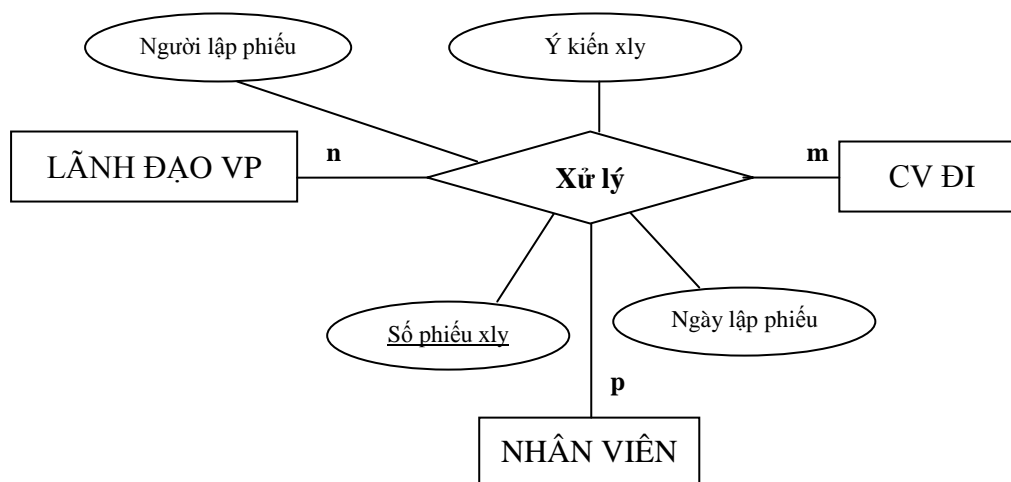 Người lập phiếu
Ý kiến xly
LÃNH ĐẠO VP
n
Xử lý
m
CV ĐI
Số phiếu xly
Ngày lập phiếu
p
NHÂN VIÊN